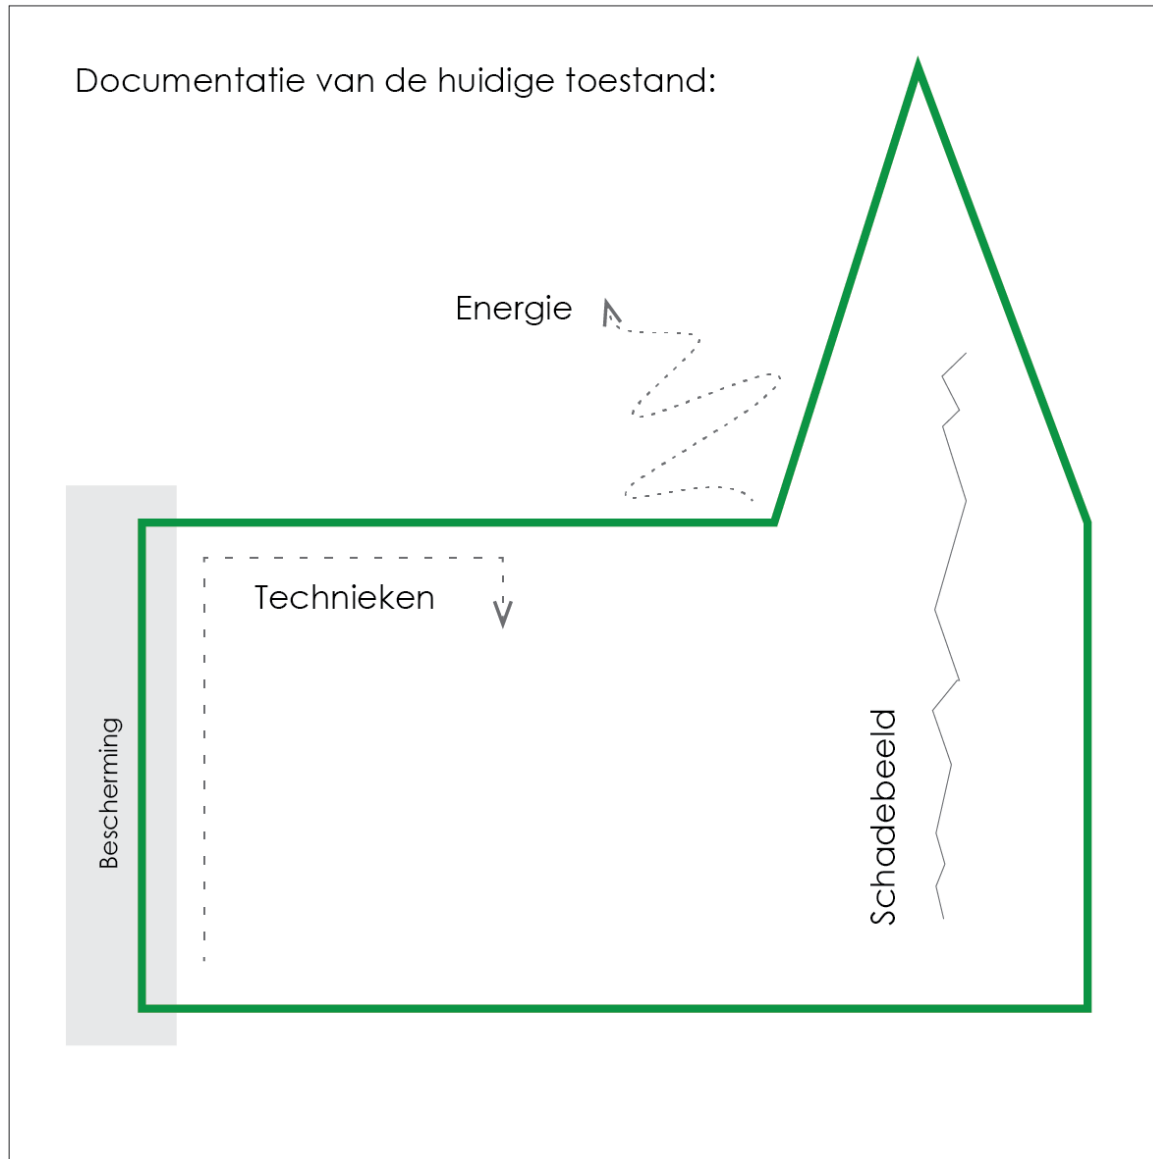 Documentatie van de huidige toestand:
Energie
Technieken
Bescherming
Schadebeeld